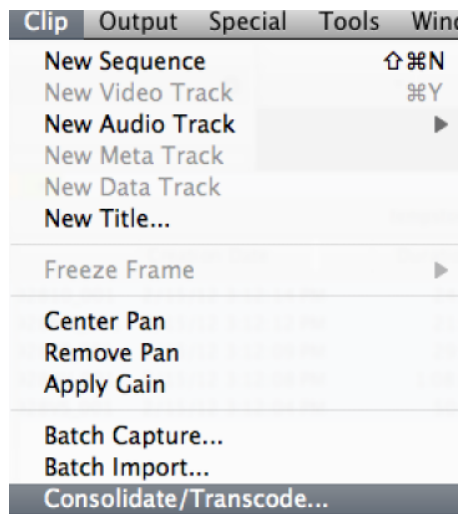 Clip Output Special Tools Wind
New Sequence ⇧⌘N
New Video Track ⌘Y
New Audio Track ▶
New Meta Track
New Data Track
New Title...
Freeze Frame ▶
Center Pan
Remove Pan
Apply Gain
Batch Capture...
Batch Import...
Consolidate/Transcode...